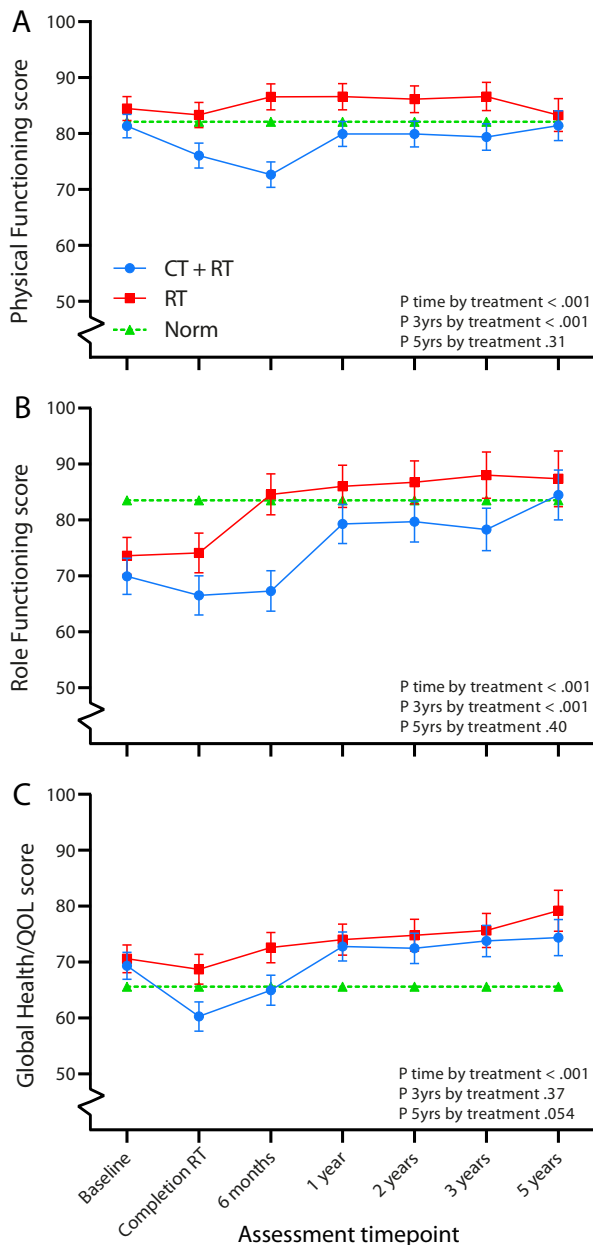 A
Physical Functioning score
100
90
80
70
60
50
CT + RT
RT
Norm
P time by treatment < .001
P 3yrs by treatment < .001
P 5yrs by treatment .31
B
Role Functioning score
100
90
80
70
60
50
P time by treatment < .001
P 3yrs by treatment < .001
P 5yrs by treatment .40
C
Global Health/QOL score
100
90
80
70
60
50
P time by treatment < .001
P 3yrs by treatment .37
P 5yrs by treatment .054
Baseline
Completion RT
6 months
1 year
2 years
3 years
5 years
Assessment timepoint